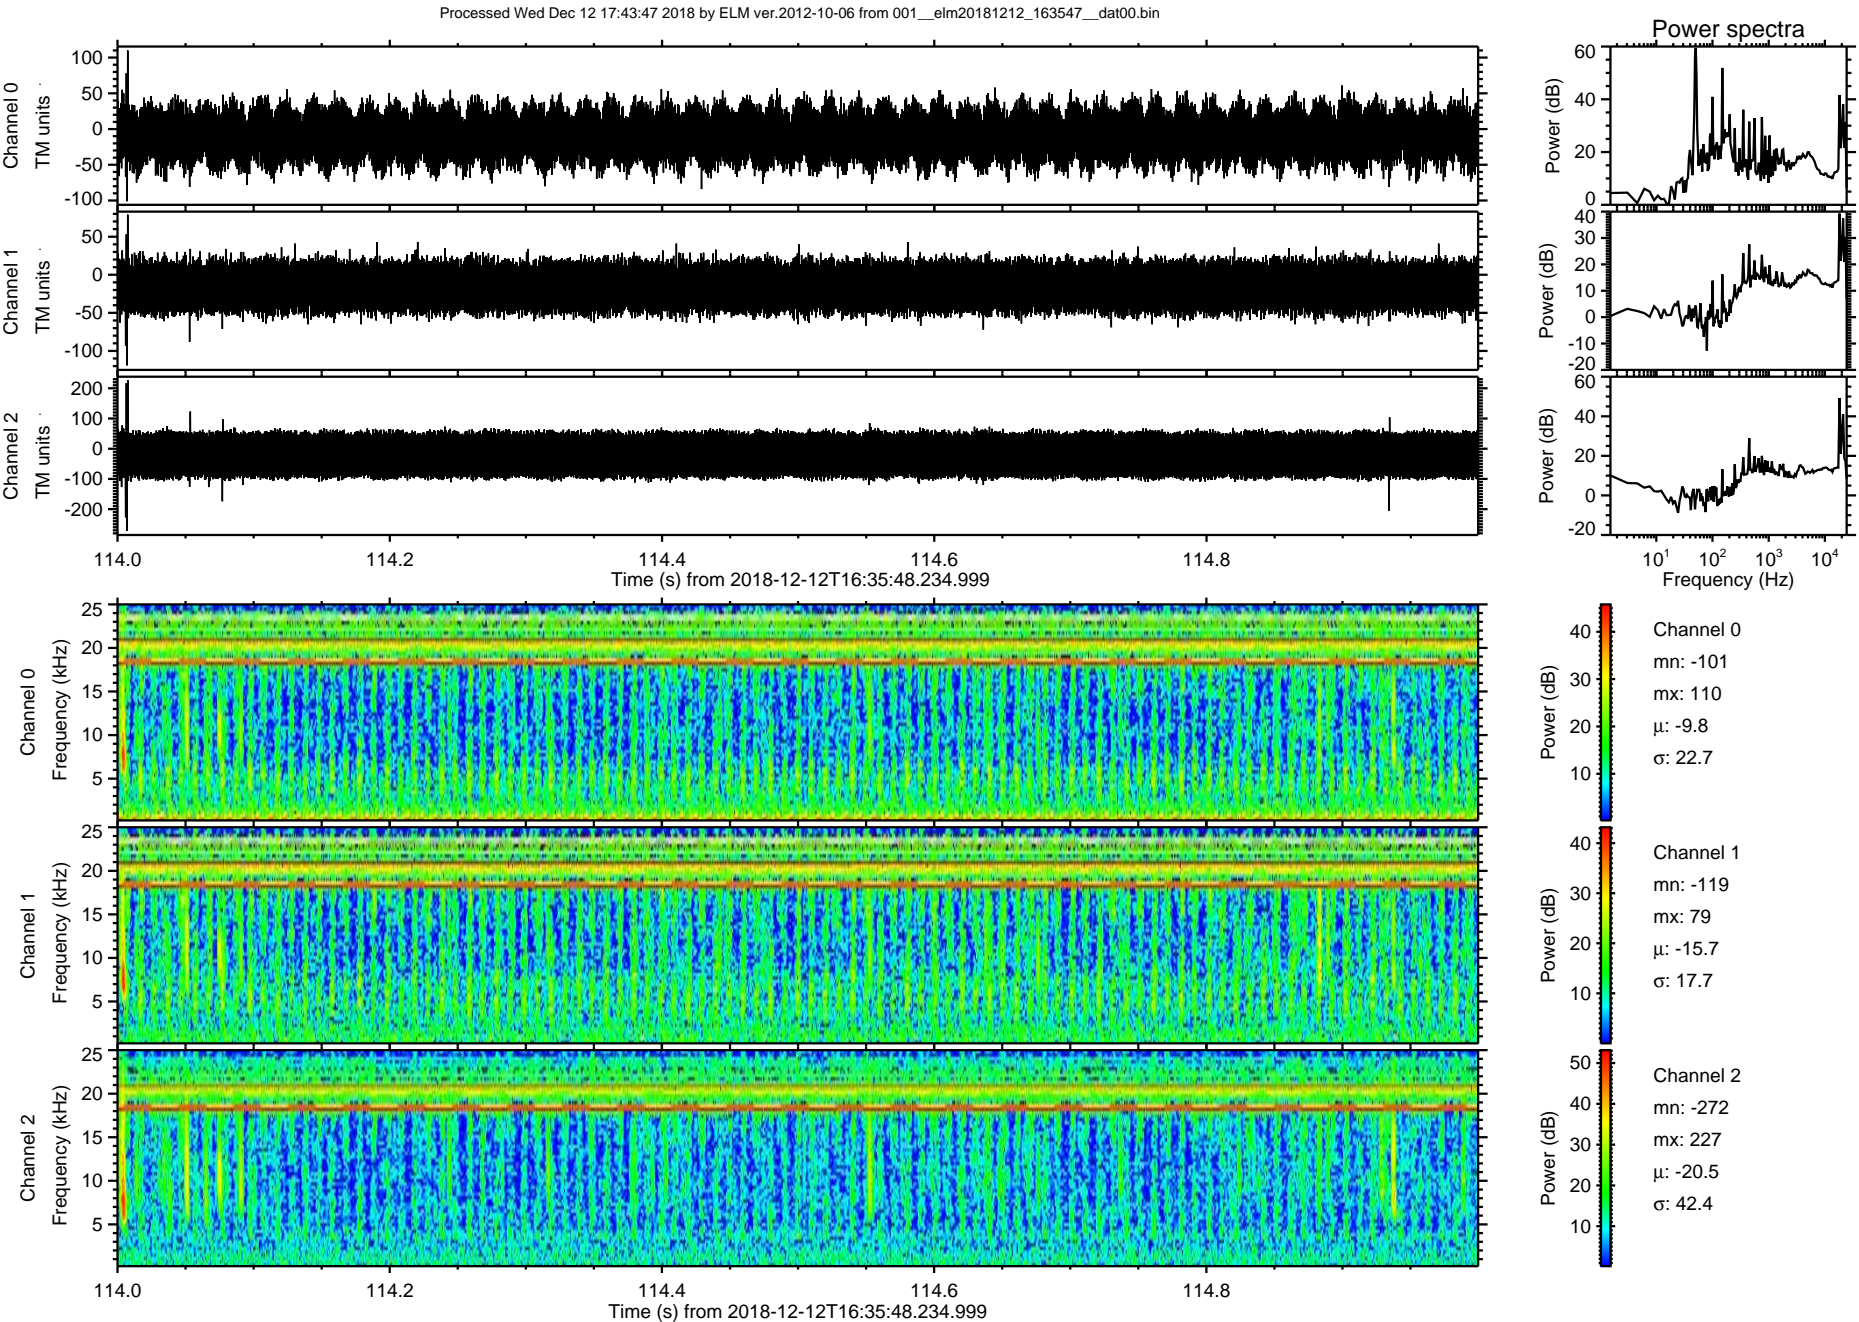 Processed Wed Dec 12 17:43:47 2018 by ELM ver.2012-10-06 from 001__elm20181212_163547__dat00.bin
Power spectra
Channel 0
TM units
100
50
0
-50
-100
Power (dB)
60
40
20
0
Channel 1
TM units
50
0
-50
-100
Power (dB)
40
30
20
10
0
-10
-20
Channel 2
TM units
200
100
0
-100
-200
Power (dB)
60
40
20
0
-20
114.0 114.2 114.4 114.6 114.8
Time (s) from 2018-12-12T16:35:48.234.999
10¹ 10² 10³ 10⁴
Frequency (Hz)
Channel 0
Frequency (kHz)
25
20
15
10
5
Power (dB)
40
30
20
10
Channel 0
mn: -101
mx: 110
μ: -9.8
σ: 22.7
Channel 1
Frequency (kHz)
25
20
15
10
5
Power (dB)
40
30
20
10
Channel 1
mn: -119
mx: 79
μ: -15.7
σ: 17.7
Channel 2
Frequency (kHz)
25
20
15
10
5
Power (dB)
50
40
30
20
10
Channel 2
mn: -272
mx: 227
μ: -20.5
σ: 42.4
114.0 114.2 114.4 114.6 114.8
Time (s) from 2018-12-12T16:35:48.234.999